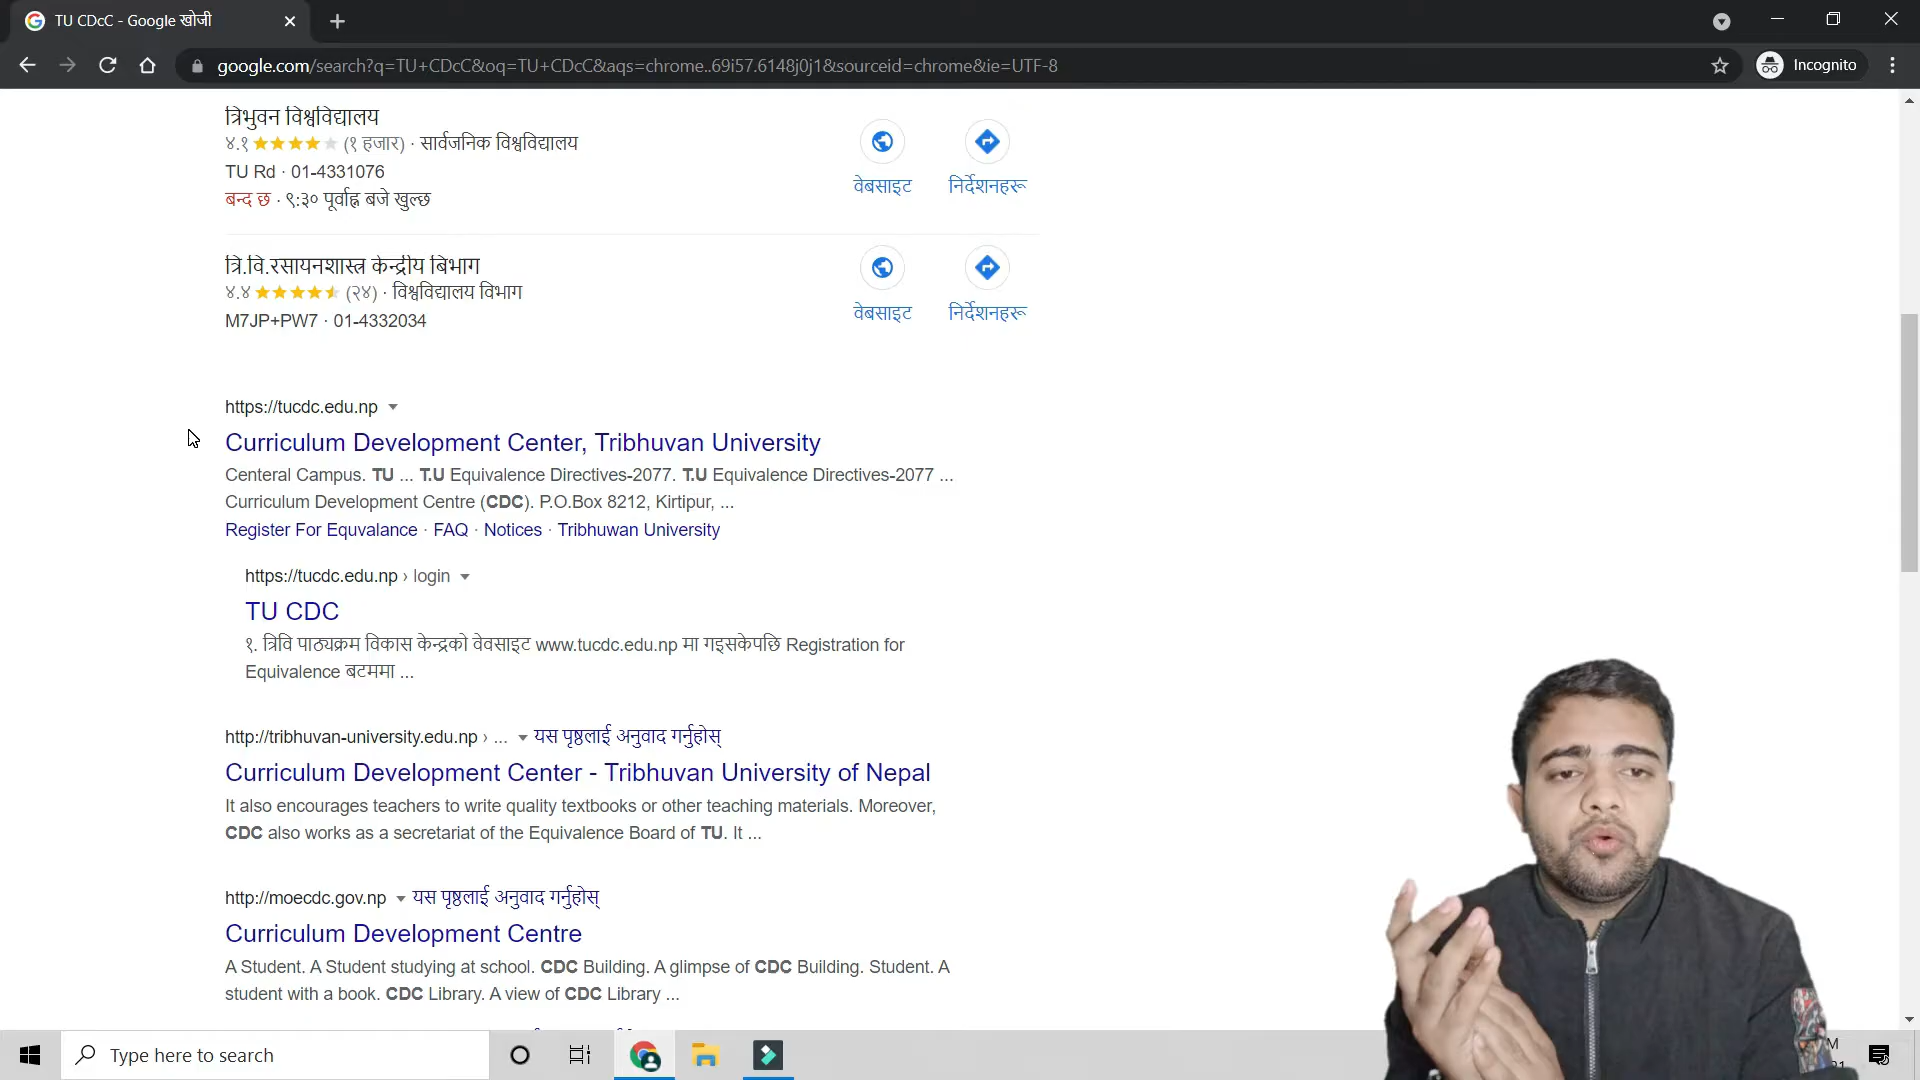 TU CDcC - Google खोजी
google.com/search?q=TU+CDcC&oq=TU+CDcC&aqs=chrome..69i57.6148j0j1&sourceid=chrome&ie=UTF-8
Incognito
त्रिभुवन विश्वविद्यालय
४.१ (१ हजार) · सार्वजनिक विश्वविद्यालय
TU Rd · 01-4331076
बन्द छ · ९:३० पूर्वाह्न बजे खुल्छ
वेबसाइट
निर्देशनहरू
त्रि.वि.रसायनशास्त्र केन्द्रीय बिभाग
४.४ (२४) · विश्वविद्यालय विभाग
M7JP+PW7 · 01-4332034
वेबसाइट
निर्देशनहरू
https://tucdc.edu.np
Curriculum Development Center, Tribhuvan University
Centeral Campus. TU ... T.U Equivalence Directives-2077. T.U Equivalence Directives-2077 ...
Curriculum Development Centre (CDC). P.O.Box 8212, Kirtipur, ...
Register For Equvalance · FAQ · Notices · Tribhuwan University
https://tucdc.edu.np › login
TU CDC
१. त्रिवि पाठ्यक्रम विकास केन्द्रको वेवसाइट www.tucdc.edu.np मा गइसकेपछि Registration for
Equivalence बटममा ...
http://tribhuvan-university.edu.np › ... यस पृष्ठलाई अनुवाद गर्नुहोस्
Curriculum Development Center - Tribhuvan University of Nepal
It also encourages teachers to write quality textbooks or other teaching materials. Moreover,
CDC also works as a secretariat of the Equivalence Board of TU. It ...
http://moecdc.gov.np यस पृष्ठलाई अनुवाद गर्नुहोस्
Curriculum Development Centre
A Student. A Student studying at school. CDC Building. A glimpse of CDC Building. Student. A
student with a book. CDC Library. A view of CDC Library ...
Type here to search